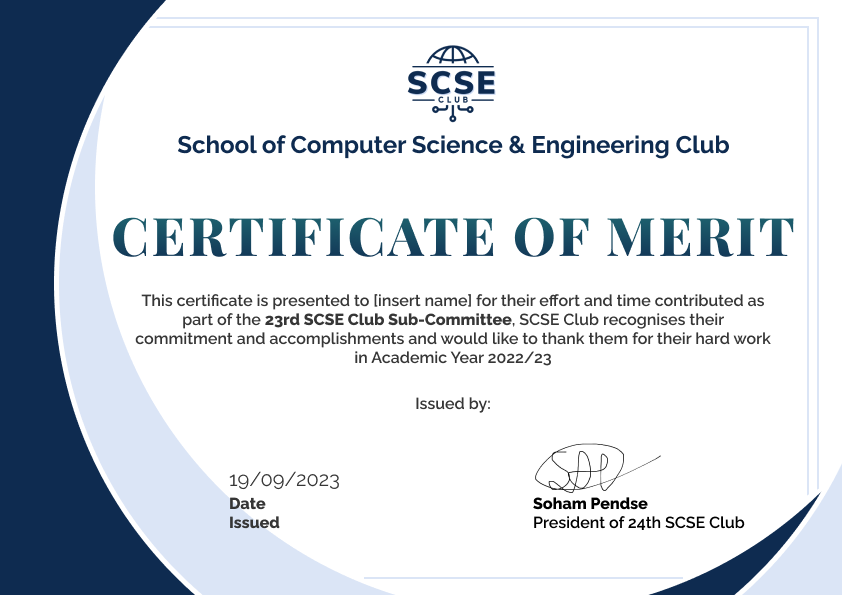 SCSE
CLUB
School of Computer Science & Engineering Club
CERTIFICATE OF MERIT
This certificate is presented to [insert name] for their effort and time contributed as
part of the 23rd SCSE Club Sub-Committee, SCSE Club recognises their
commitment and accomplishments and would like to thank them for their hard work
in Academic Year 2022/23
Issued by:
19/09/2023
Date
Issued
Soham Pendse
President of 24th SCSE Club